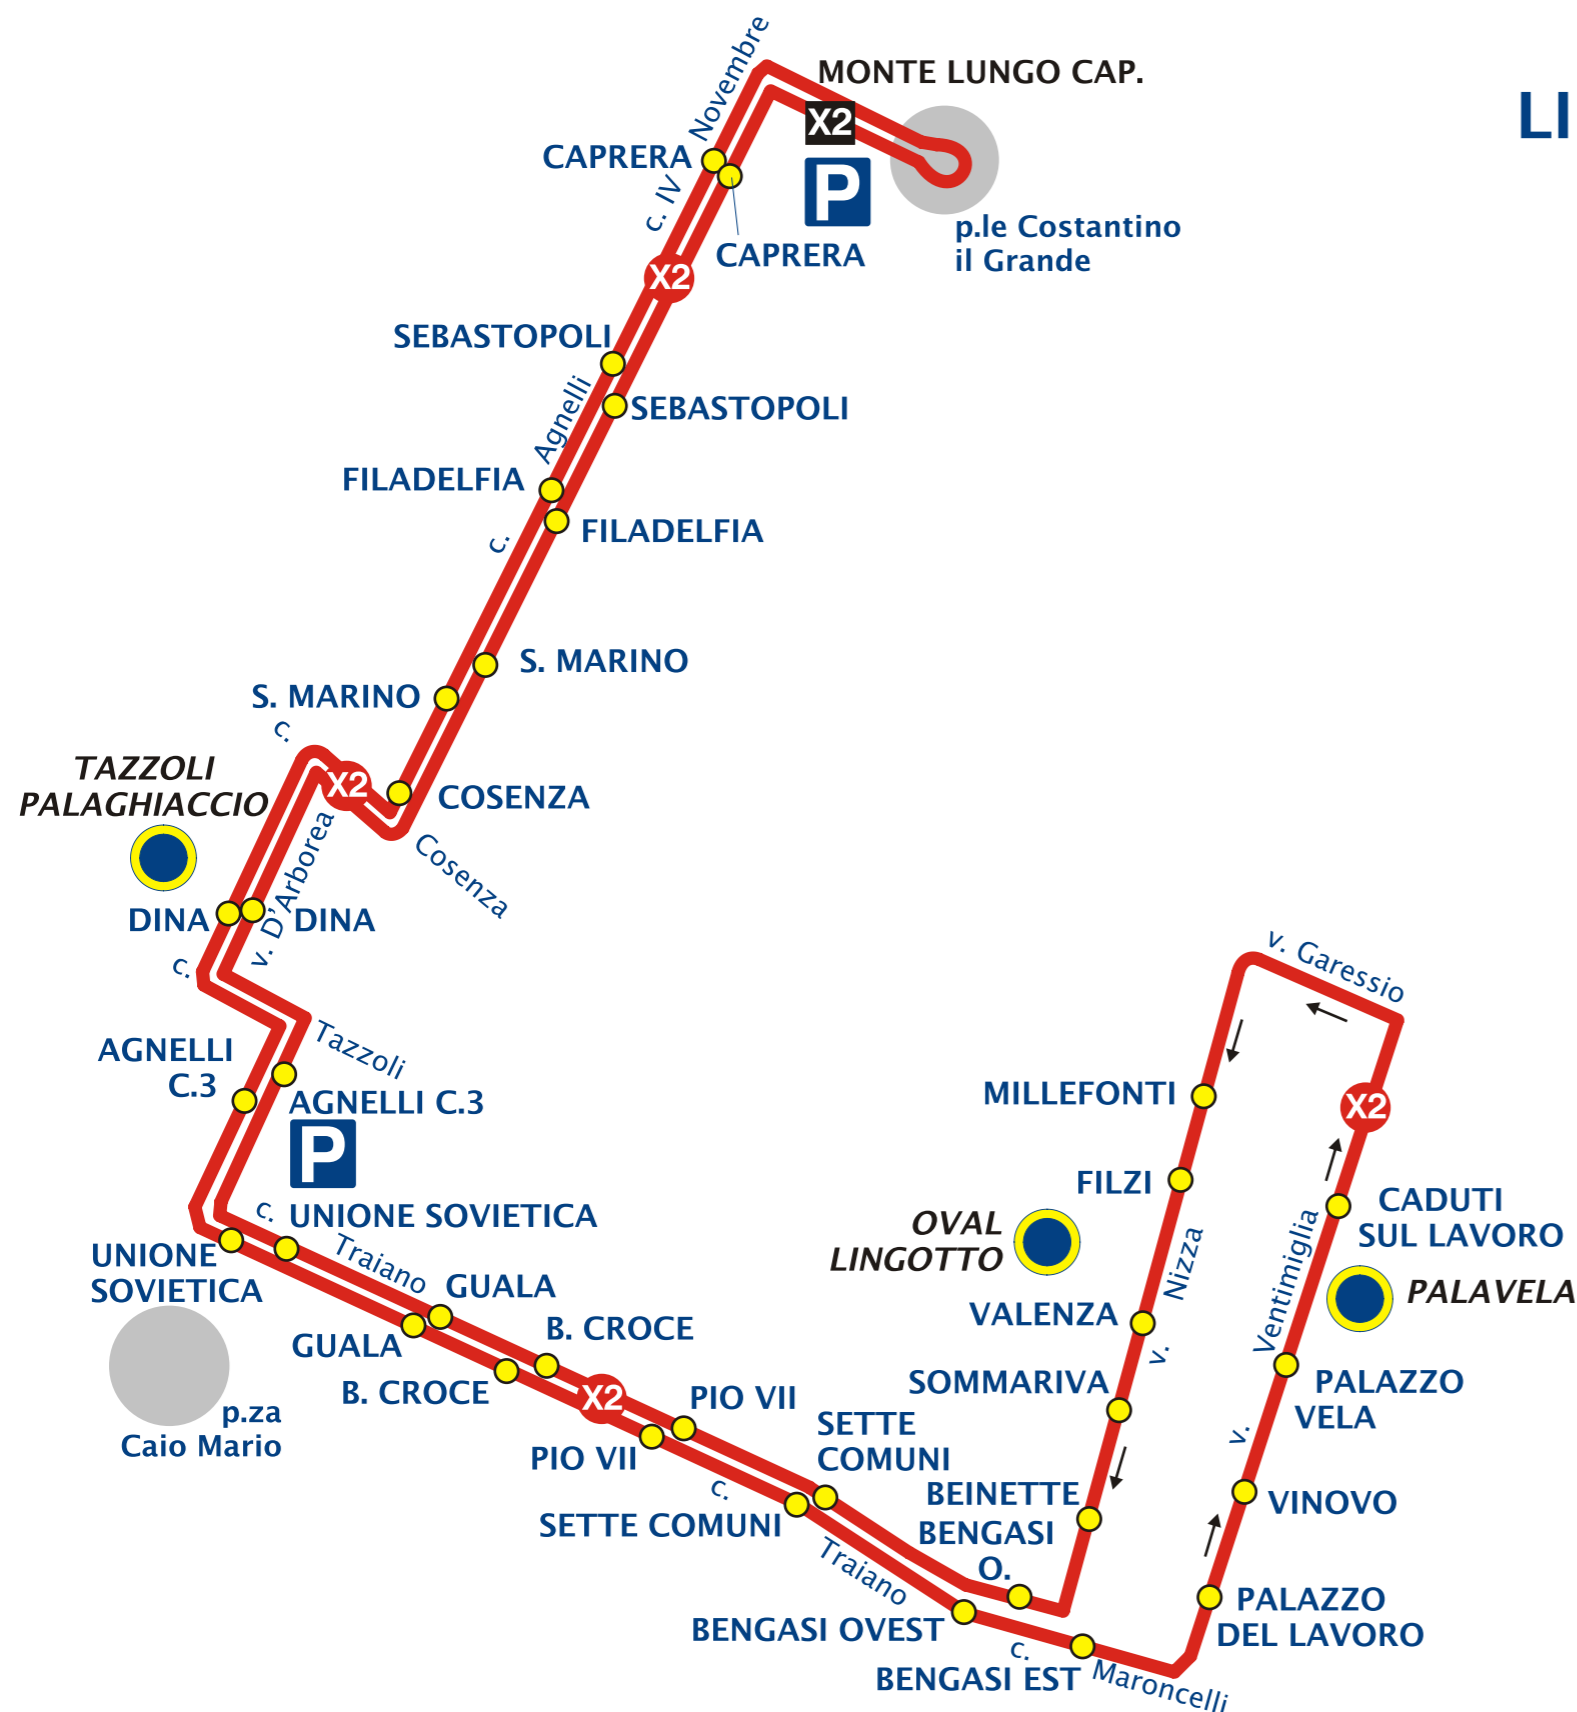 Novembre
MONTE LUNGO CAP.
LI
X2
CAPRERA
c. IV
P
CAPRERA
p.le Costantino
il Grande
X2
SEBASTOPOLI
Agnelli
SEBASTOPOLI
FILADELFIA
c.
FILADELFIA
S. MARINO
S. MARINO
c.
TAZZOLI
PALAGHIACCIO
X2
COSENZA
Cosenza
v. D'Arborea
DINA
DINA
c.
Tazzoli
AGNELLI
C.3
AGNELLI C.3
P
c.
UNIONE SOVIETICA
UNIONE
SOVIETICA
Traiano
GUALA
GUALA
B. CROCE
B. CROCE
X2
p.za
Caio Mario
PIO VII
PIO VII
c.
SETTE
COMUNI
SETTE COMUNI
Traiano
v. Garessio
MILLEFONTI
X2
FILZI
CADUTI
SUL LAVORO
OVAL
LINGOTTO
Nizza
v.
Ventimiglia
v.
PALAVELA
VALENZA
SOMMARIVA
PALAZZO
VELA
BEINETTE
VINOVO
BENGASI
O.
PALAZZO
DEL LAVORO
BENGASI OVEST
c.
Maroncelli
BENGASI EST